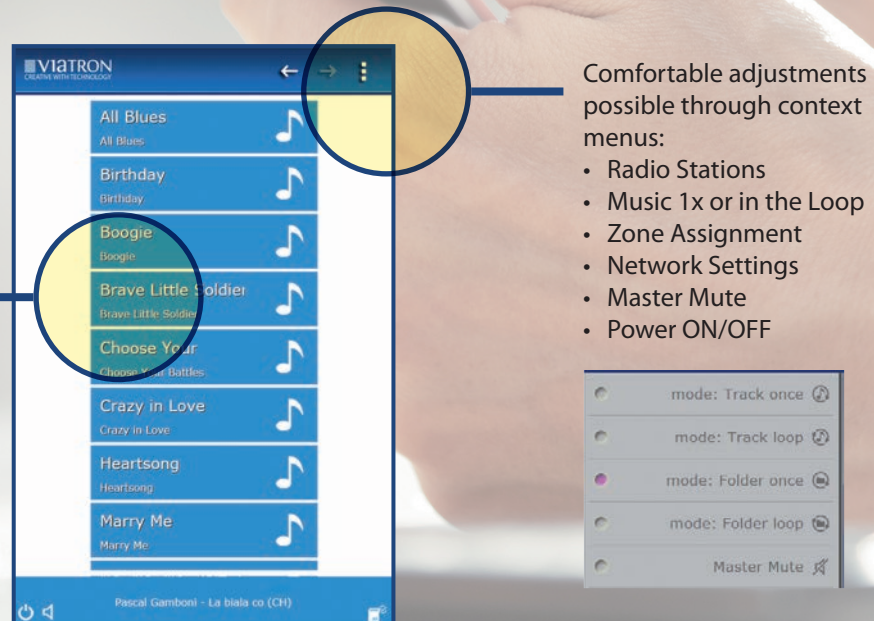 VIATRON
CREATIVE WITH TECHNOLOGY
All Blues
All Blues
Birthday
Birthday
Boogie
Boogie
Brave Little Soldier
Brave Little Soldier
Choose Your
Choose Your Battles
Crazy in Love
Crazy in Love
Heartsong
Heartsong
Marry Me
Marry Me
Pascal Gamboni - La biala co (CH)
Comfortable adjustments
possible through context
menus:
• Radio Stations
• Music 1x or in the Loop
• Zone Assignment
• Network Settings
• Master Mute
• Power ON/OFF
mode: Track once
mode: Track loop
mode: Folder once
mode: Folder loop
Master Mute